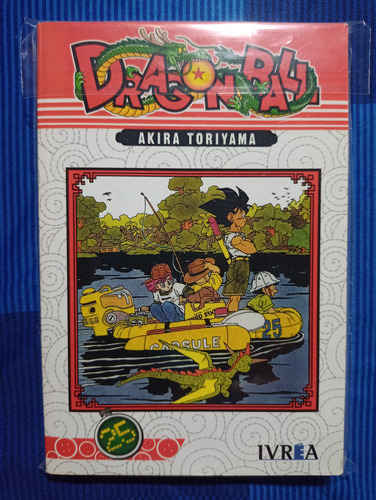 DRAGON BALL
AKIRA TORIYAMA
CAPSULE
25
25
IVREA